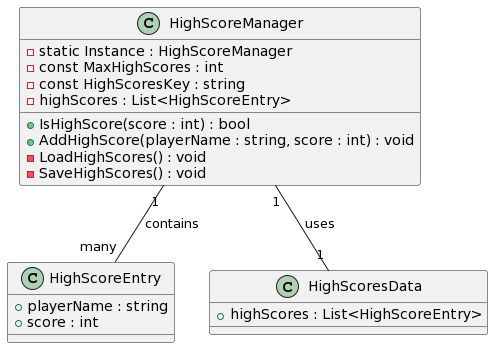 C HighScoreManager
static Instance : HighScoreManager
const MaxHighScores : int
const HighScoresKey : string
highScores : List<HighScoreEntry>
IsHighScore(score : int) : bool
AddHighScore(playerName : string, score : int) : void
LoadHighScores() : void
SaveHighScores() : void
1 1
contains uses
many 1
C HighScoreEntry
playerName : string
score : int
C HighScoresData
highScores : List<HighScoreEntry>